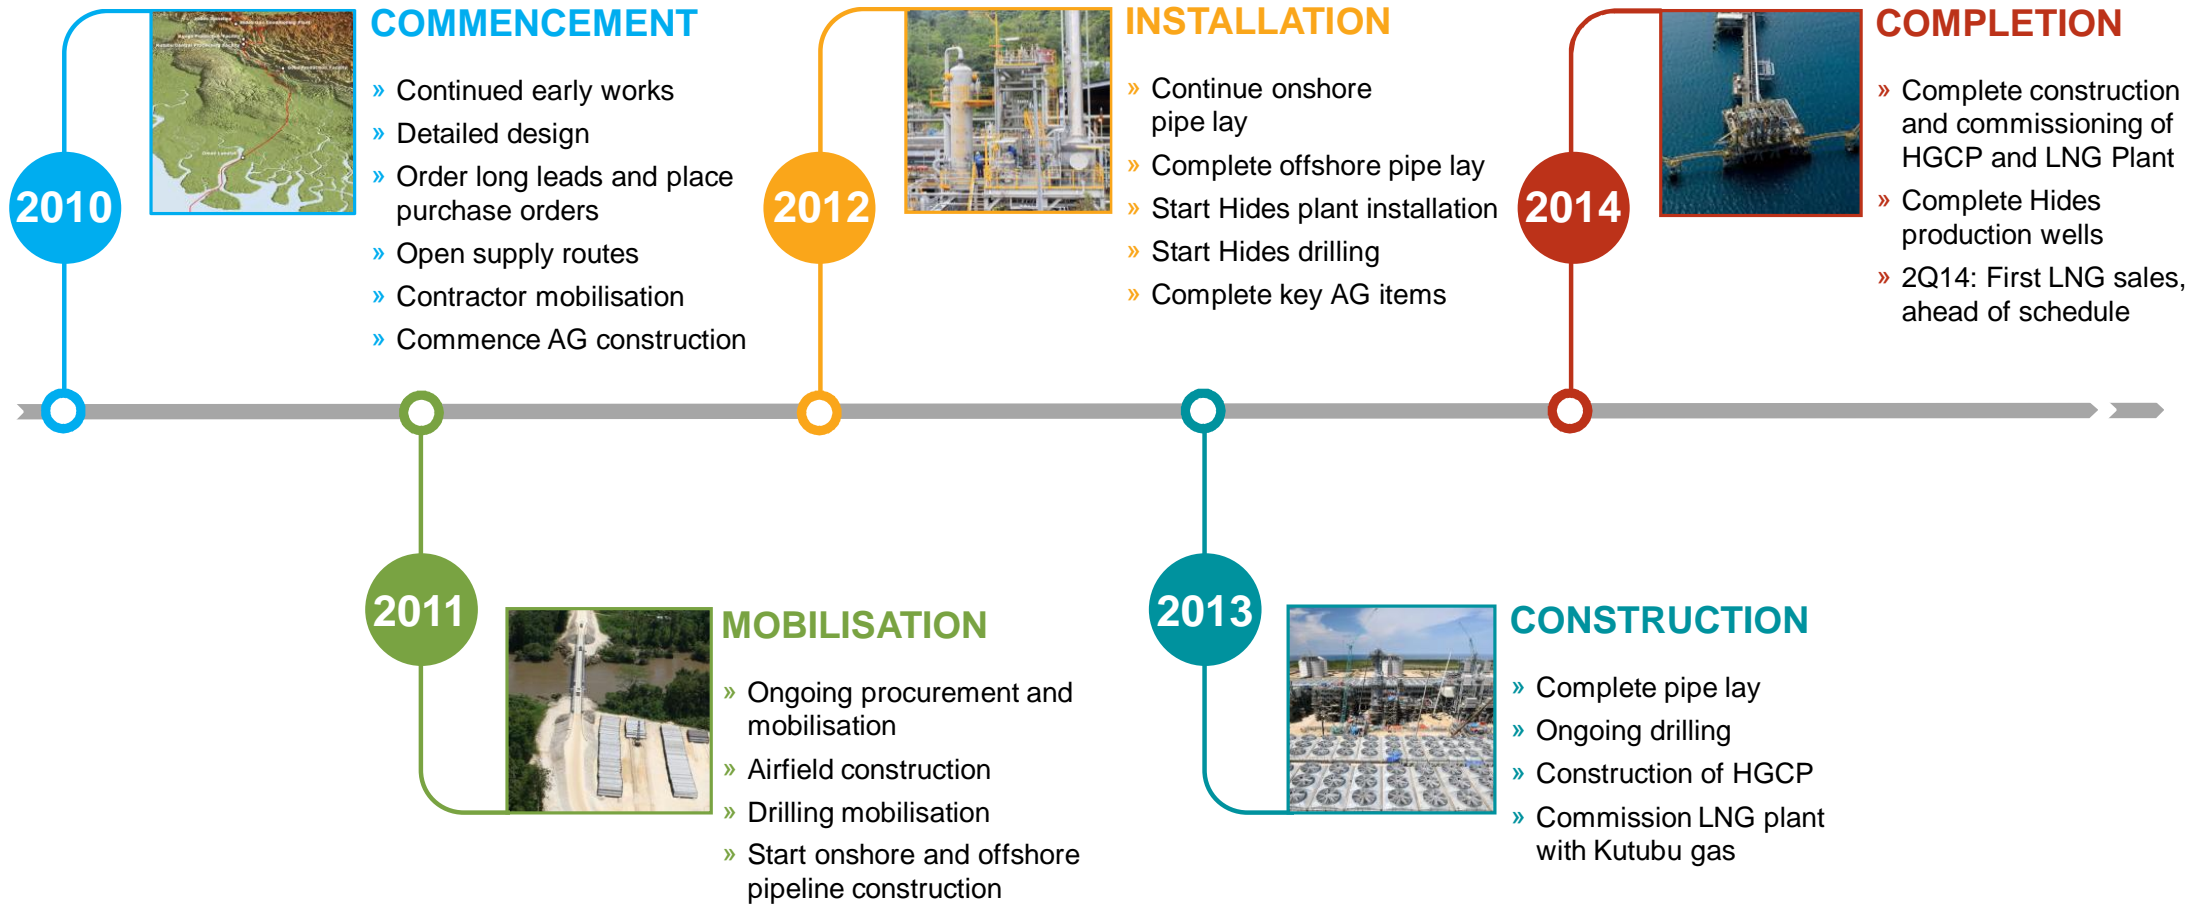 COMMENCEMENT
» Continued early works
» Detailed design
» Order long leads and place
purchase orders
» Open supply routes
» Contractor mobilisation
» Commence AG construction
2010
INSTALLATION
» Continue onshore
pipe lay
» Complete offshore pipe lay
» Start Hides plant installation
» Start Hides drilling
» Complete key AG items
2012
COMPLETION
» Complete construction
and commissioning of
HGCP and LNG Plant
» Complete Hides
production wells
» 2Q14: First LNG sales,
ahead of schedule
2014
2011
MOBILISATION
» Ongoing procurement and
mobilisation
» Airfield construction
» Drilling mobilisation
» Start onshore and offshore
pipeline construction
2013
CONSTRUCTION
» Complete pipe lay
» Ongoing drilling
» Construction of HGCP
» Commission LNG plant
with Kutubu gas